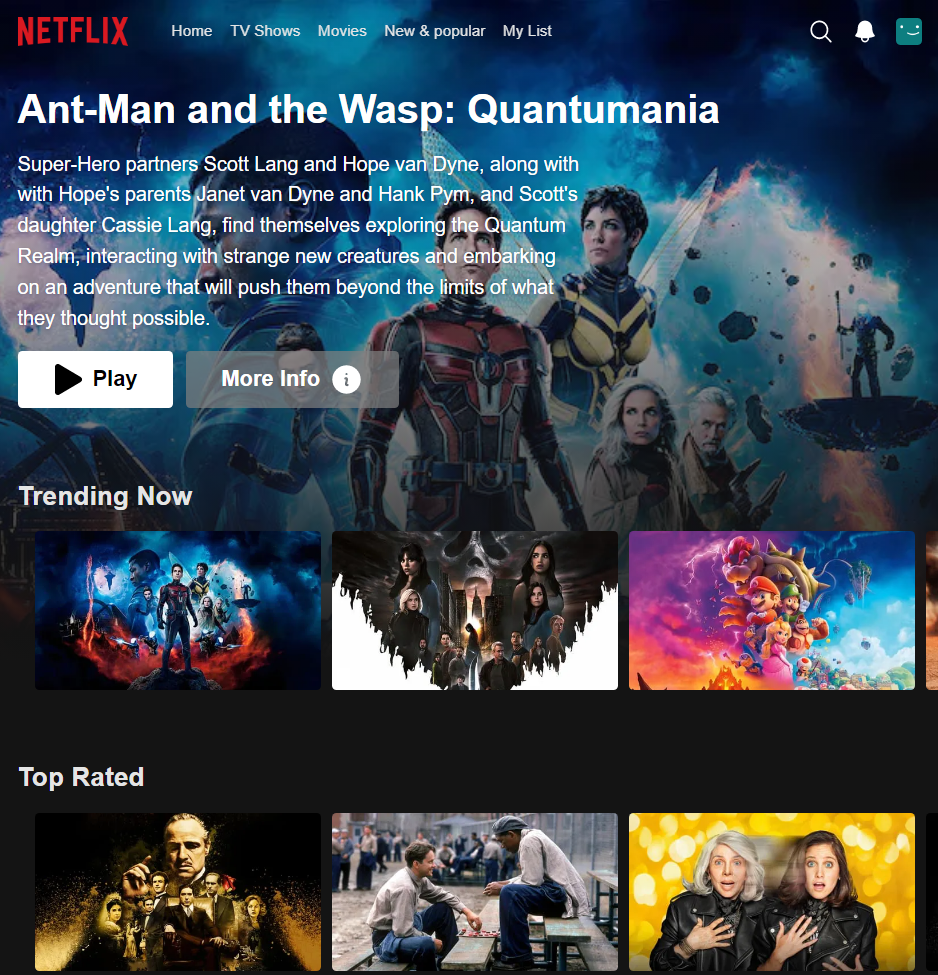 NETFLIX
Home TV Shows Movies New & popular My List
Ant-Man and the Wasp: Quantumania
Super-Hero partners Scott Lang and Hope van Dyne, along with
with Hope's parents Janet van Dyne and Hank Pym, and Scott's
daughter Cassie Lang, find themselves exploring the Quantum
Realm, interacting with strange new creatures and embarking
on an adventure that will push them beyond the limits of what
they thought possible.
Play More Info i
Trending Now
Top Rated